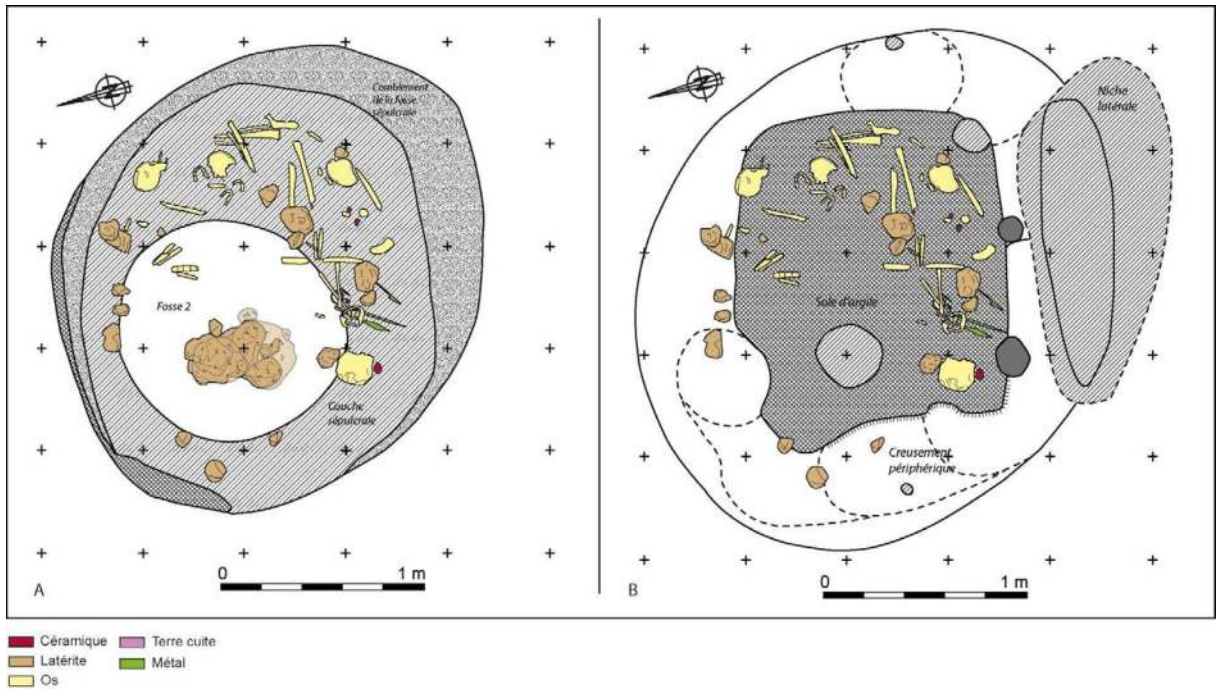 Comblement
de la fosse
sépulcrale
N
Fosse 2
Couche
sépulcrale
0 1 m
A
N
Niche
latérale
Sole d'argile
Creusement
périphérique
0 1 m
B
Céramique
Terre cuite
Latérite
Métal
Os